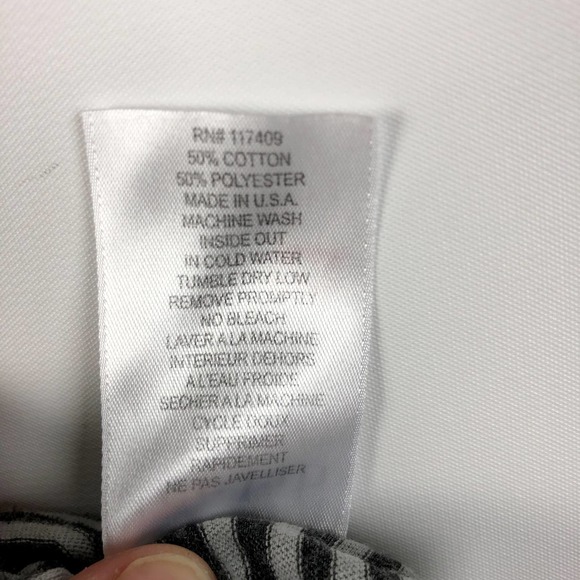 RN# 117409
50% COTTON
50% POLYESTER
MADE IN U.S.A.
MACHINE WASH
INSIDE OUT
IN COLD WATER
TUMBLE DRY LOW
REMOVE PROMPTLY
NO BLEACH
LAVER A LA MACHINE
INTERIEUR DEHORS
A L'EAU FROIDE
SECHER A LA MACHINE
CYCLE DOUX
SUPPRIMER
RAPIDEMENT
NE PAS JAVELLISER